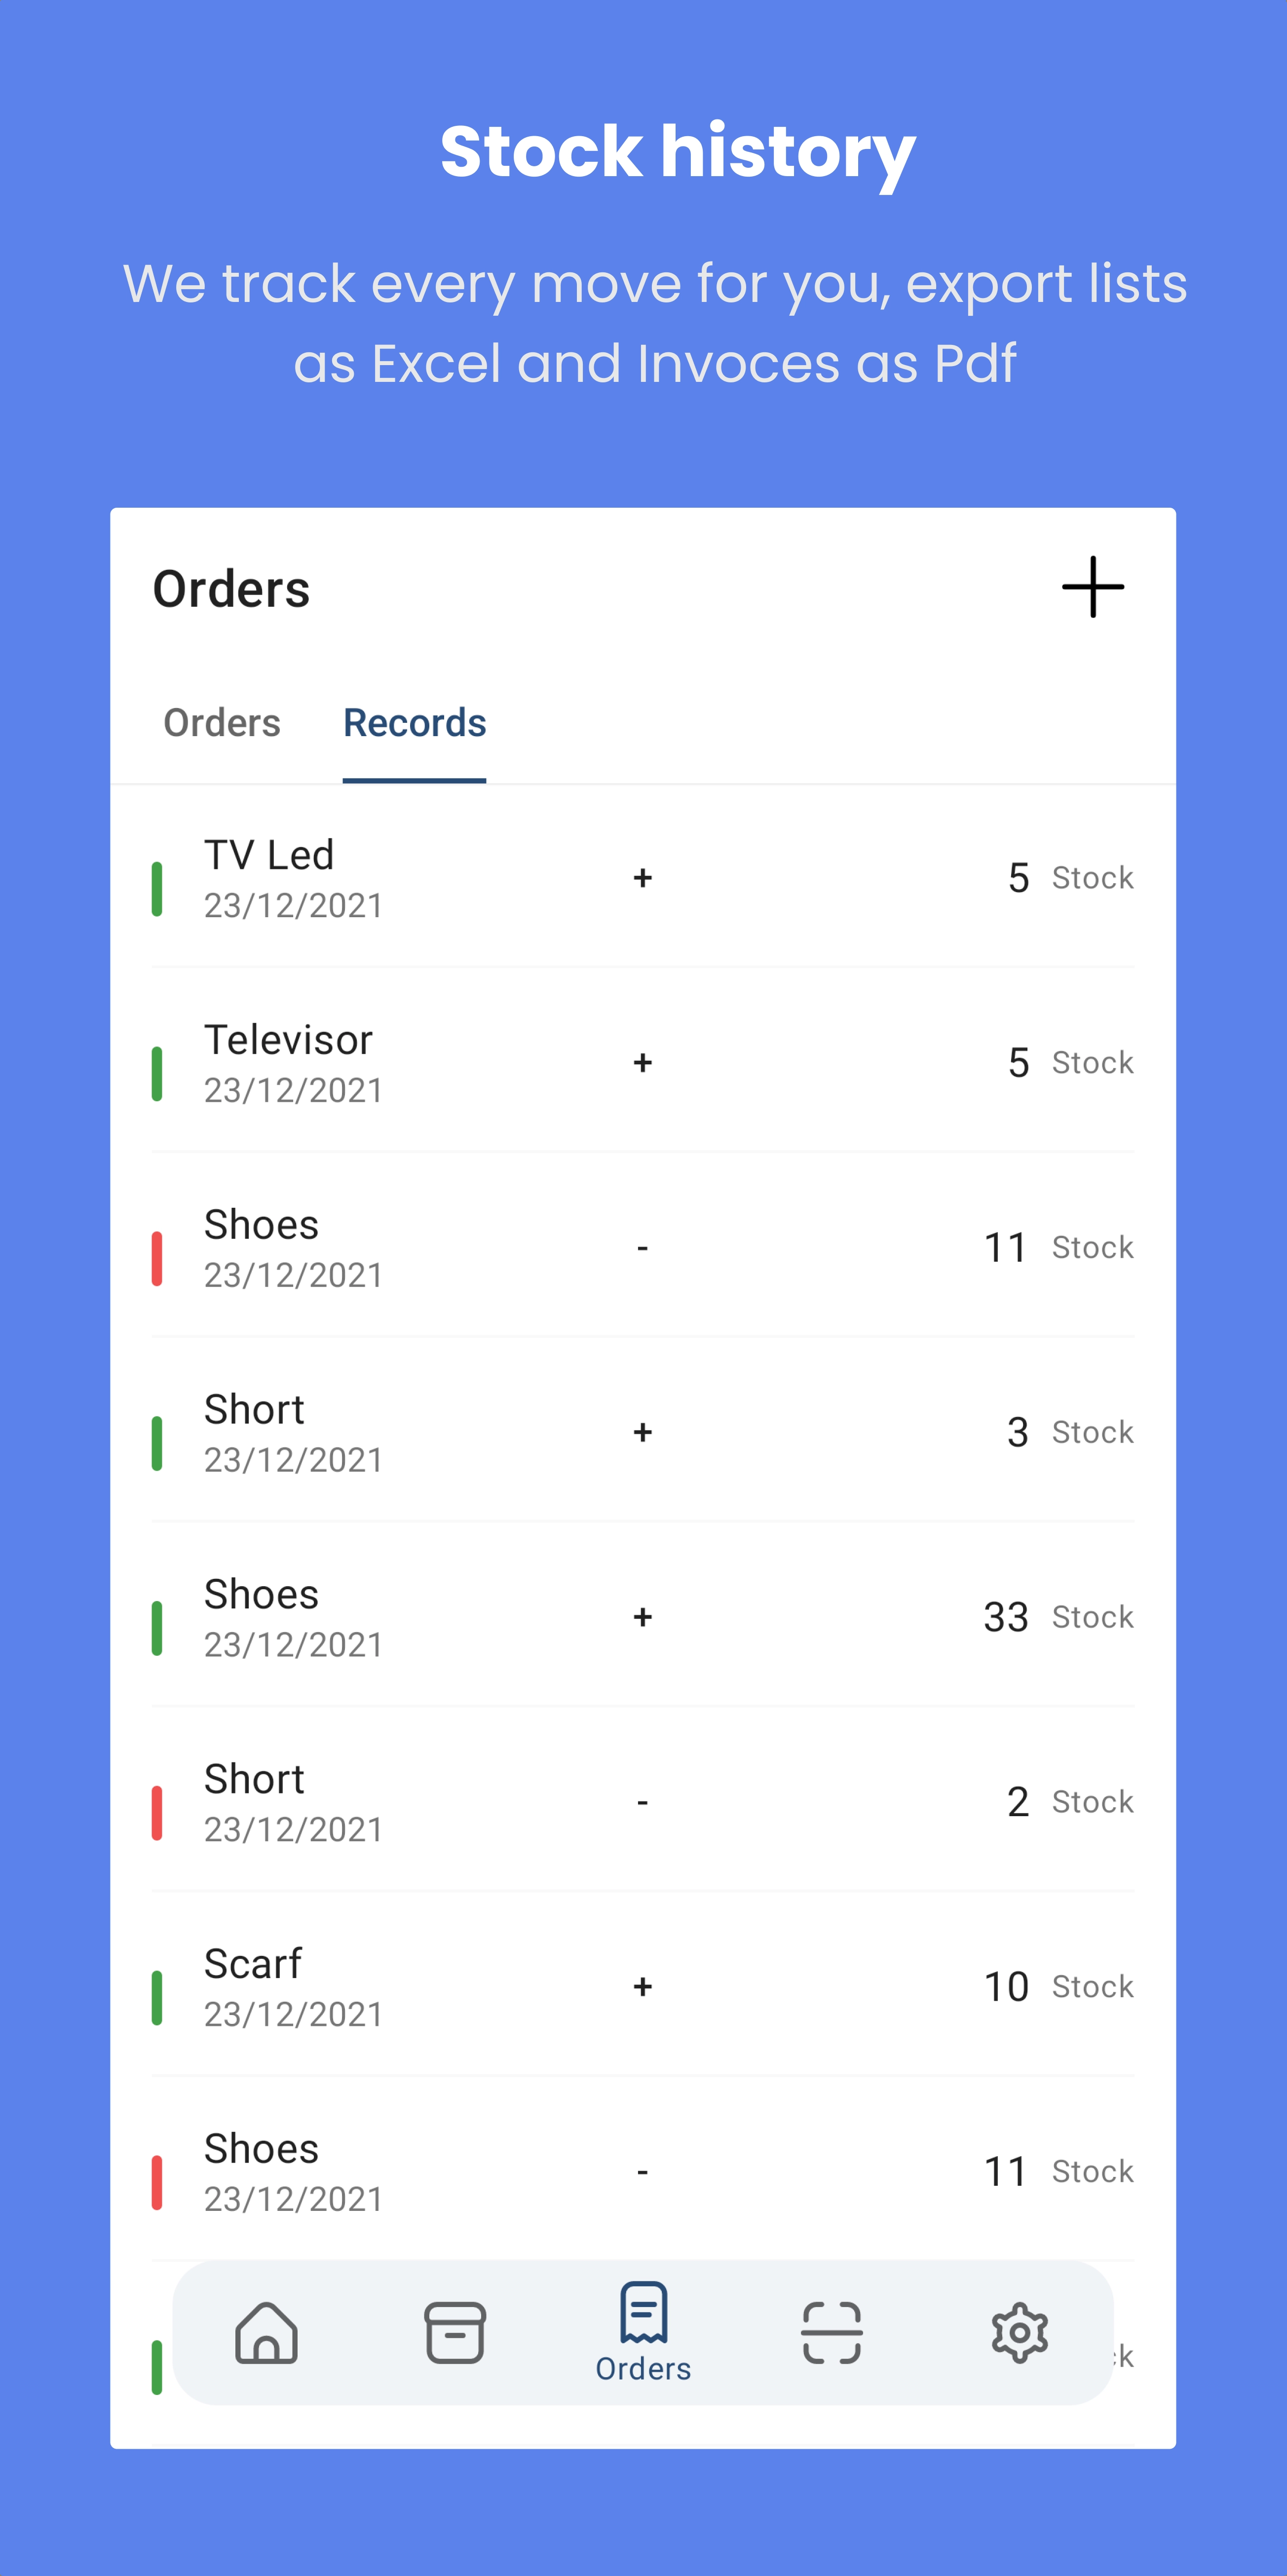 Stock history
We track every move for you, export lists
as Excel and Invoces as Pdf
Orders
Orders Records
TV Led
23/12/2021
+ 5 Stock
Televisor
23/12/2021
+ 5 Stock
Shoes
23/12/2021
- 11 Stock
Short
23/12/2021
+ 3 Stock
Shoes
23/12/2021
+ 33 Stock
Short
23/12/2021
- 2 Stock
Scarf
23/12/2021
+ 10 Stock
Shoes
23/12/2021
- 11 Stock
Orders